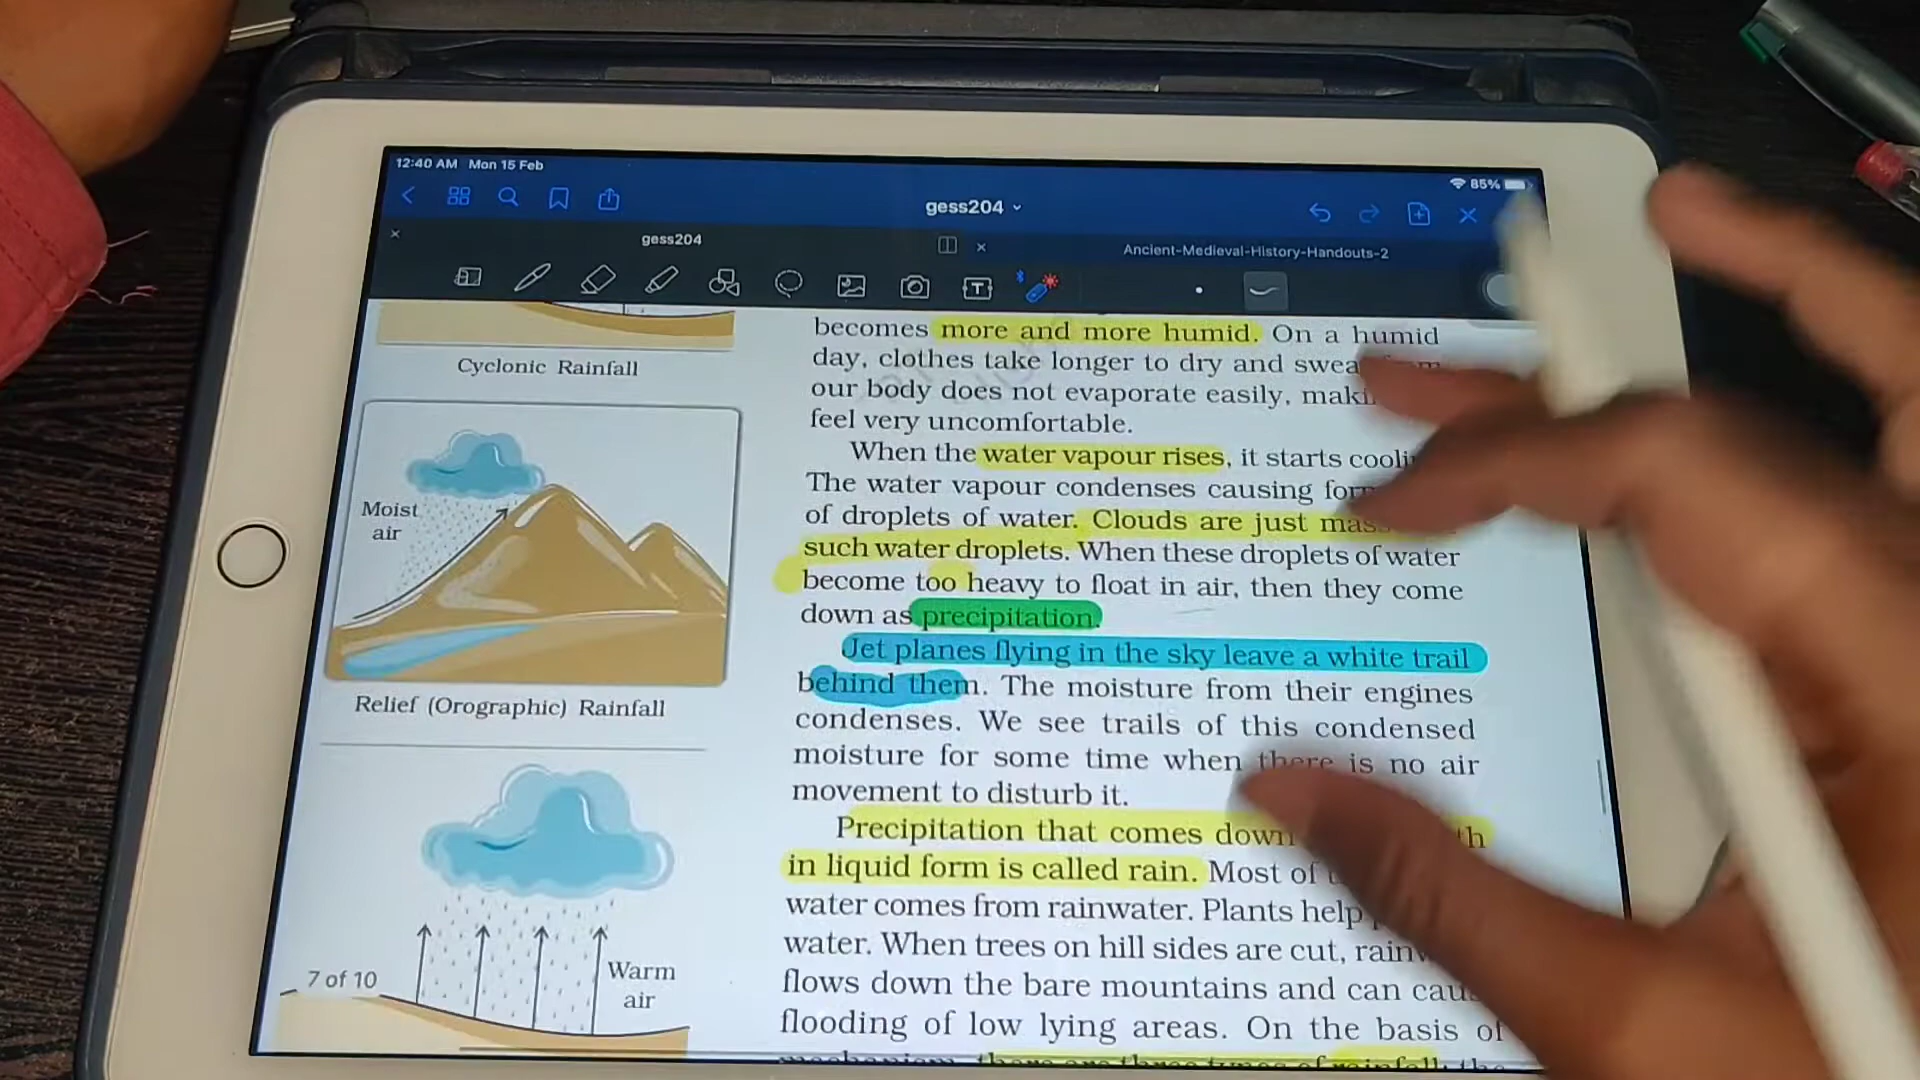 12:40 AM Mon 15 Feb
85%
gess204
gess204
Ancient-Medieval-History-Handouts-2
T
Cyclonic Rainfall
Moist
air
Relief (Orographic) Rainfall
Warm
air
7 of 10
becomes more and more humid. On a humid
day, clothes take longer to dry and
our body does not evaporate easily,
feel very uncomfortable.
When the water vapour rises, it starts
The water vapour condenses causing
of droplets of water. Clouds are just
such water droplets. When these droplets of water
become too heavy to float in air, then they come
down as precipitation.
Jet planes flying in the sky leave a white trail
behind them. The moisture from their engines
condenses. We see trails of this condensed
moisture for some time when there is no air
movement to disturb it.
Precipitation that comes down
in liquid form is called rain. Most of
water comes from rainwater. Plants help
water. When trees on hill sides are cut,
flows down the bare mountains and can
flooding of low lying areas. On the basis of
there are three types of rainfall: the